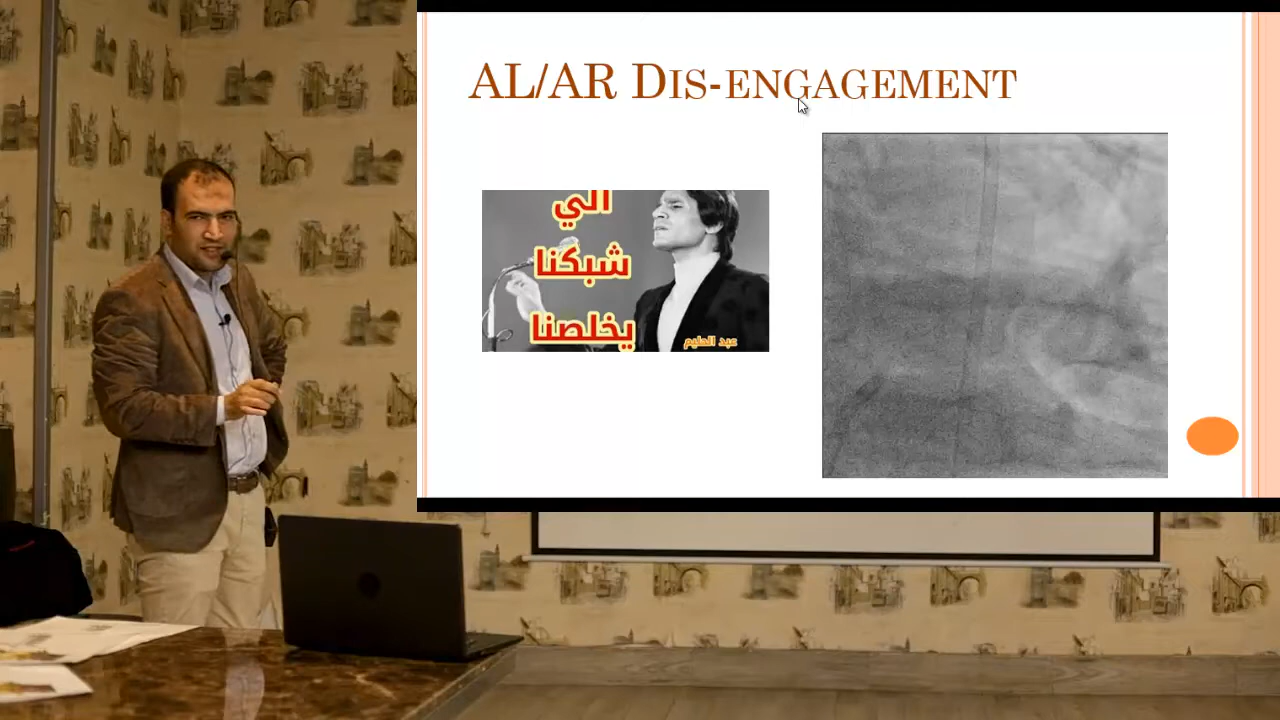 AL/AR DIS-ENGAGEMENT
الي
شبكنا
يخلصنا
عبد الحليم